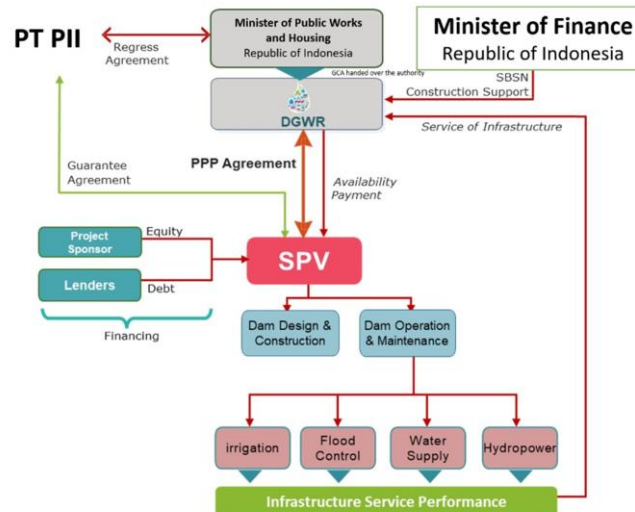 PT PII
Regress
Agreement
Minister of Public Works
and Housing
Republic of Indonesia
Minister of Finance
Republic of Indonesia
GCA handed over the authority
SBSN
Construction Support
DGWR
Service of Infrastructure
Guarantee
Agreement
PPP Agreement
Availability
Payment
Project
Sponsor
Equity
SPV
Lenders
Debt
Financing
Dam Design &
Construction
Dam Operation
& Maintenance
irrigation
Flood
Control
Water
Supply
Hydropower
Infrastructure Service Performance